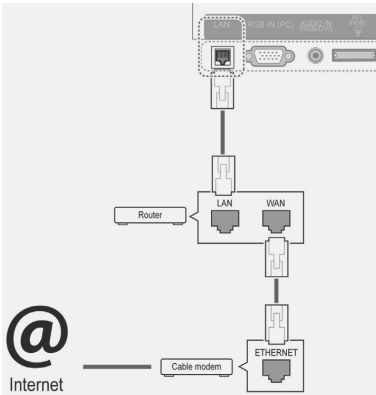 LAN
RGB IN (PC)
AUDIO IN
(RGB/DVI)
LAN
WAN
Router
@
ETHERNET
Cable modem
Internet